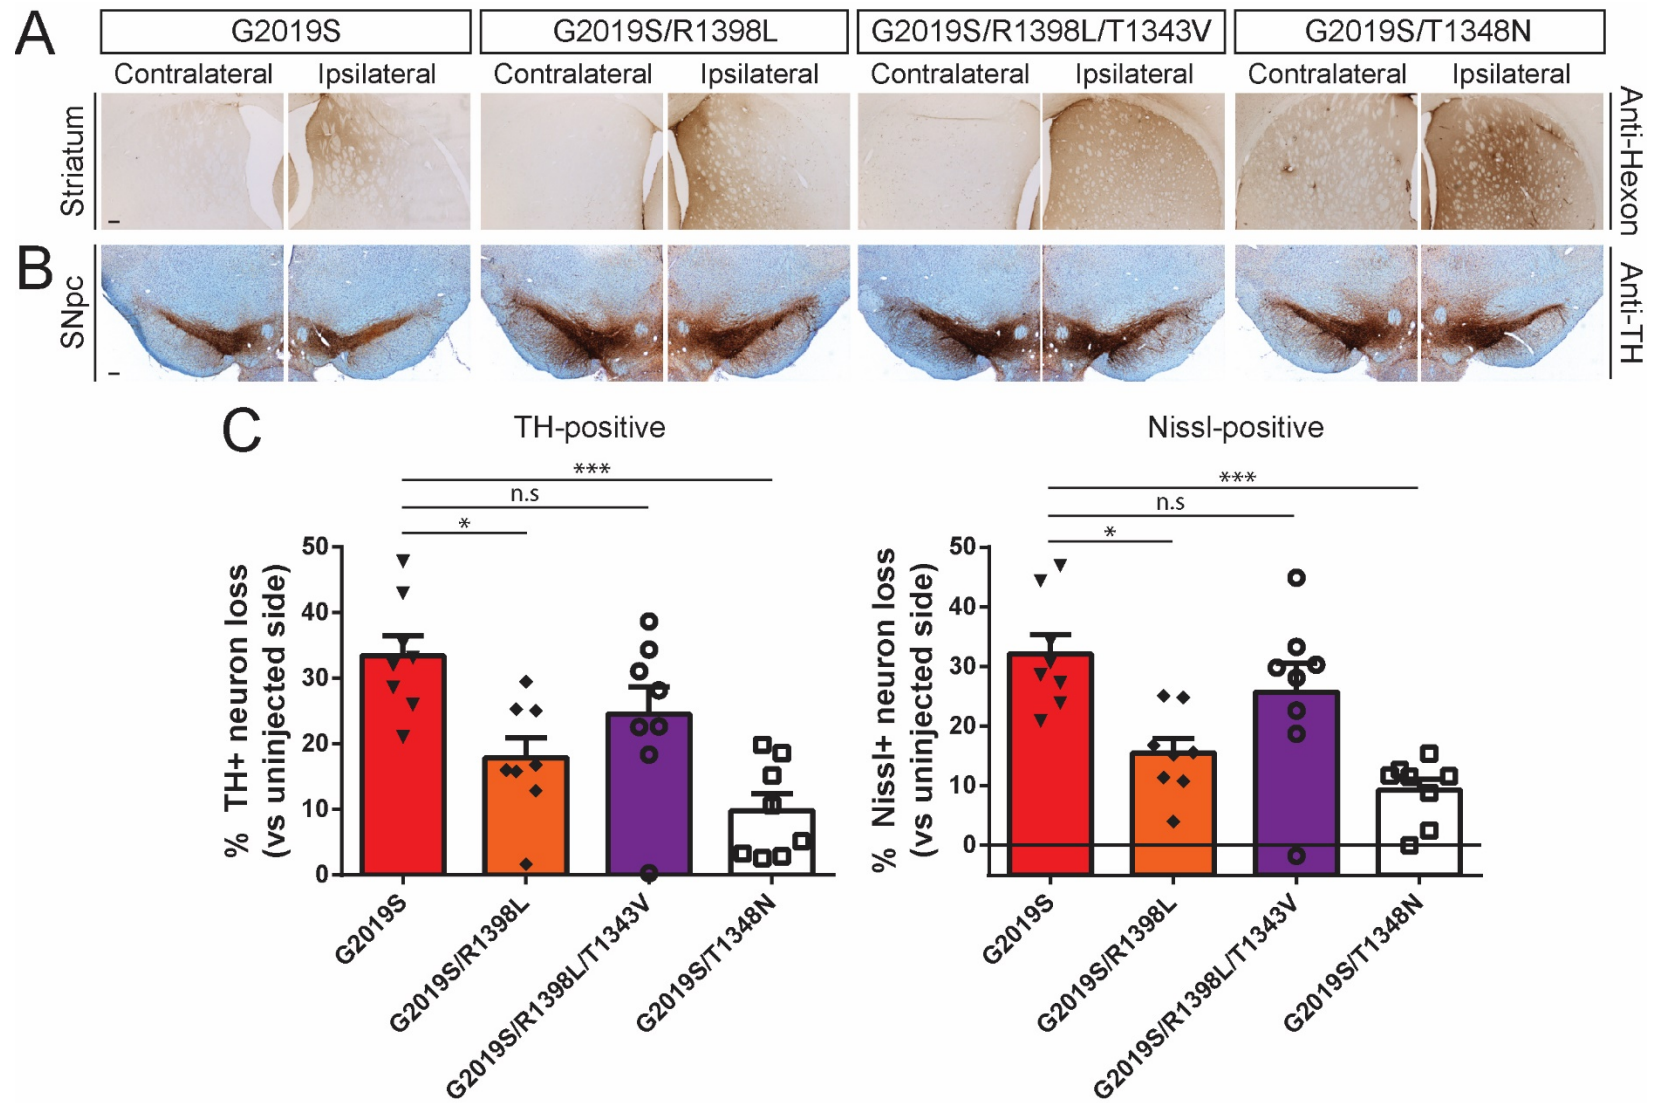 A
G2019S
G2019S/R1398L
G2019S/R1398L/T1343V
G2019S/T1348N
Contralateral
Ipsilateral
Contralateral
Ipsilateral
Contralateral
Ipsilateral
Contralateral
Ipsilateral
Striatum
Anti-Hexon
B
SNpc
Anti-TH
C
TH-positive
***
n.s
*
% TH+ neuron loss
(vs uninjected side)
50
40
30
20
10
0
G2019S
G2019S/R1398L
G2019S/R1398L/T1343V
G2019S/T1348N
Nissl-positive
***
n.s
*
% Nissl+ neuron loss
(vs uninjected side)
50
40
30
20
10
0
G2019S
G2019S/R1398L
G2019S/R1398L/T1343V
G2019S/T1348N